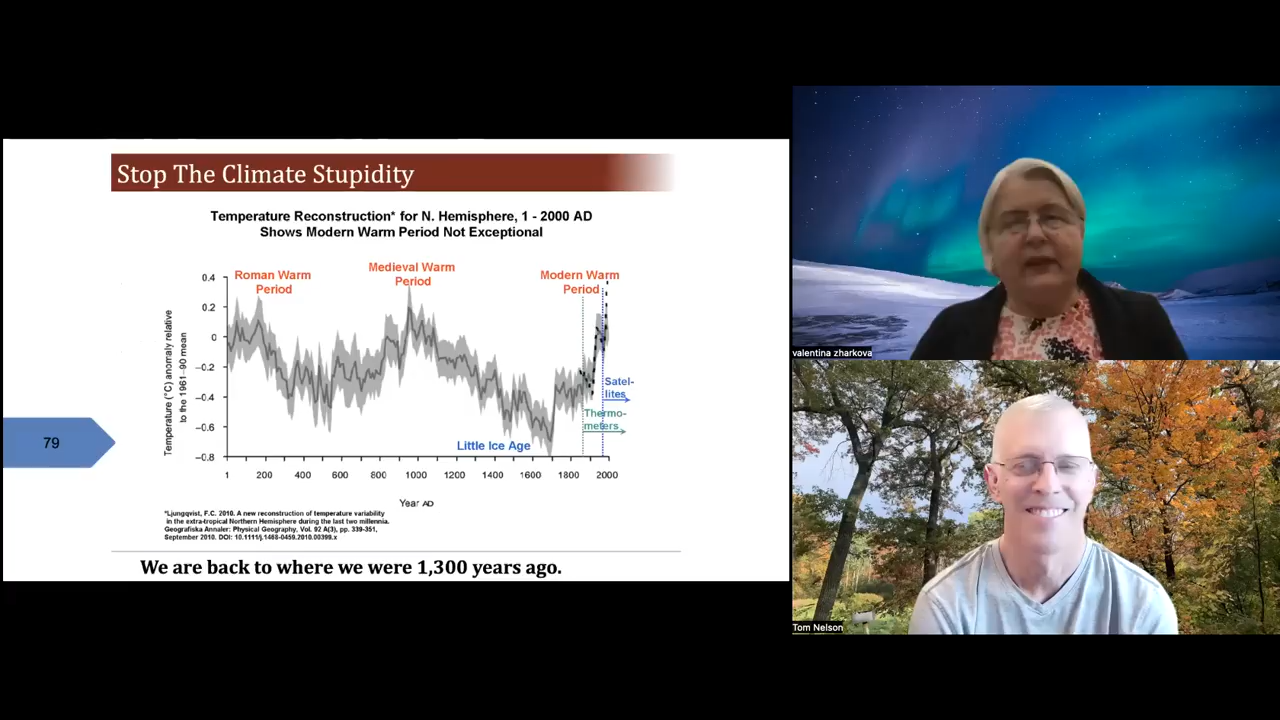 Stop The Climate Stupidity
Temperature Reconstruction* for N. Hemisphere, 1 - 2000 AD
Shows Modern Warm Period Not Exceptional
Roman Warm
Period
Medieval Warm
Period
Modern Warm
Period
0.4
0.2
0
−0.2
−0.4
−0.6
−0.8
Temperature (°C) anomaly relative
to the 1961–90 mean
Satel-
lites
Thermo-
meters
Little Ice Age
1 200 400 600 800 1000 1200 1400 1600 1800 2000
Year AD
*Ljungqvist, F.C. 2010. A new reconstruction of temperature variability
in the extra-tropical Northern Hemisphere during the last two millennia.
Geografiska Annaler: Physical Geography, Vol. 92 A(3), pp. 339-351,
September 2010. DOI: 10.1111/j.1468-0459.2010.00399.x
We are back to where we were 1,300 years ago.
79
valentina zharkova
Tom Nelson